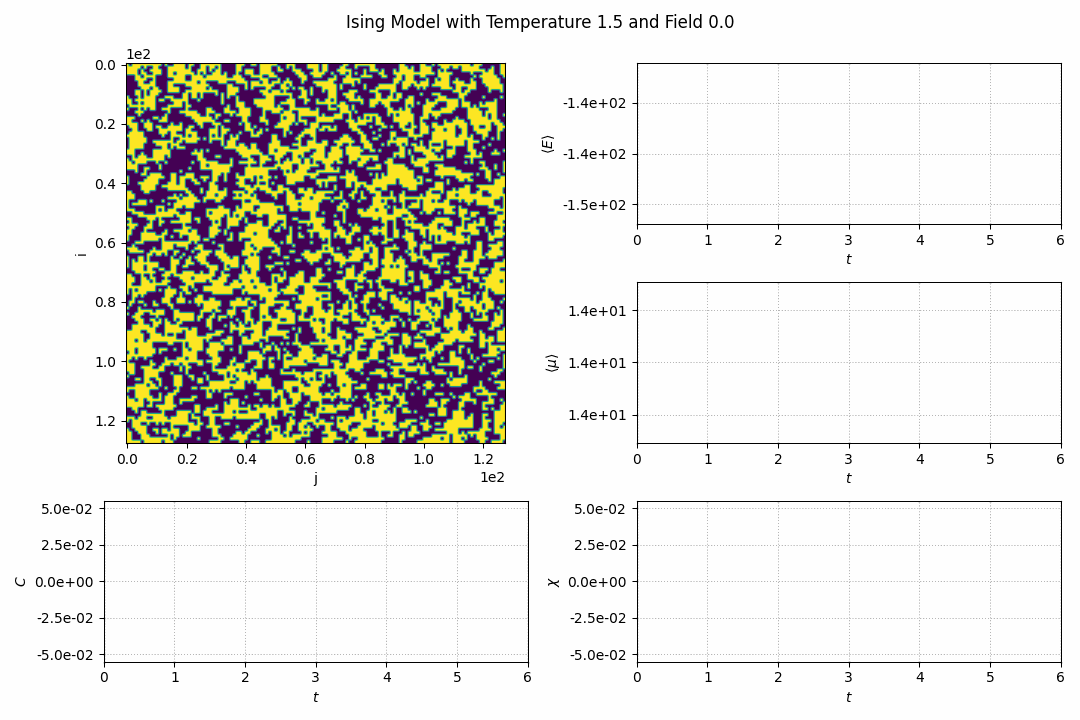 Ising Model with Temperature 1.5 and Field 0.0
1e2
0.0
0.2
0.4
0.6
0.8
1.0
1.2
i
0.0 0.2 0.4 0.6 0.8 1.0 1.2
j
1e2
-1.4e+02
-1.4e+02
-1.5e+02
⟨E⟩
0 1 2 3 4 5 6
t
1.4e+01
1.4e+01
1.4e+01
⟨μ⟩
0 1 2 3 4 5 6
t
5.0e-02
2.5e-02
0.0e+00
-2.5e-02
-5.0e-02
C
0 1 2 3 4 5 6
t
5.0e-02
2.5e-02
0.0e+00
-2.5e-02
-5.0e-02
χ
0 1 2 3 4 5 6
t